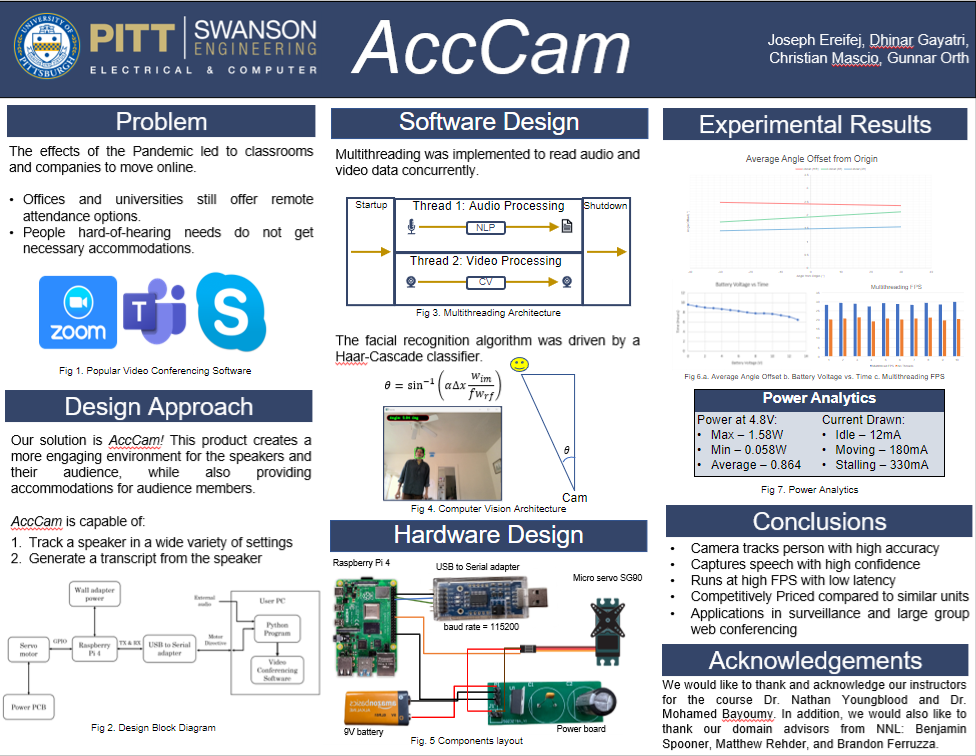 UNIVERSITY OF
PITTSBURGH
PITT
SWANSON
ENGINEERING
ELECTRICAL & COMPUTER
AccCam
Joseph Ereifej, Dhinar Gayatri,
Christian Mascio, Gunnar Orth
Problem
The effects of the Pandemic led to classrooms
and companies to move online.
• Offices and universities still offer remote
attendance options.
• People hard-of-hearing needs do not get
necessary accommodations.
zoom
T
S
Fig 1. Popular Video Conferencing Software
Design Approach
Our solution is AccCam! This product creates a
more engaging environment for the speakers and
their audience, while also providing
accommodations for audience members.
AccCam is capable of:
1. Track a speaker in a wide variety of settings
2. Generate a transcript from the speaker
Wall adapter
power
External
audio
User PC
Servo
motor
GPIO
Raspberry
Pi 4
TX & RX
USB to Serial
adapter
Motor
Directive
Python
Program
Video
Conferencing
Software
Power PCB
Fig 2. Design Block Diagram
Software Design
Multithreading was implemented to read audio and
video data concurrently.
Startup
Thread 1: Audio Processing
Shutdown
NLP
Thread 2: Video Processing
CV
Fig 3. Multithreading Architecture
The facial recognition algorithm was driven by a
Haar-Cascade classifier.
θ = sin⁻¹ (αΔx w_im / f w_rf)
θ
Cam
Fig 4. Computer Vision Architecture
Hardware Design
Raspberry Pi 4
USB to Serial adapter
Micro servo SG90
baud rate = 115200
amazonbasics
9V battery
Power board
Fig. 5 Components layout
Experimental Results
Average Angle Offset from Origin
Battery Voltage vs Time
Multithreading FPS
Battery Voltage (V)
Fig 6.a. Average Angle Offset b. Battery Voltage vs. Time c. Multithreading FPS
Power Analytics
Power at 4.8V:
• Max – 1.58W
• Min – 0.058W
• Average – 0.864
Current Drawn:
• Idle – 12mA
• Moving – 180mA
• Stalling – 330mA
Fig 7. Power Analytics
Conclusions
• Camera tracks person with high accuracy
• Captures speech with high confidence
• Runs at high FPS with low latency
• Competitively Priced compared to similar units
• Applications in surveillance and large group
web conferencing
Acknowledgements
We would like to thank and acknowledge our instructors
for the course Dr. Nathan Youngblood and Dr.
Mohamed Bayoumy. In addition, we would also like to
thank our domain advisors from NNL: Benjamin
Spooner, Matthew Rehder, and Brandon Ferruzza.